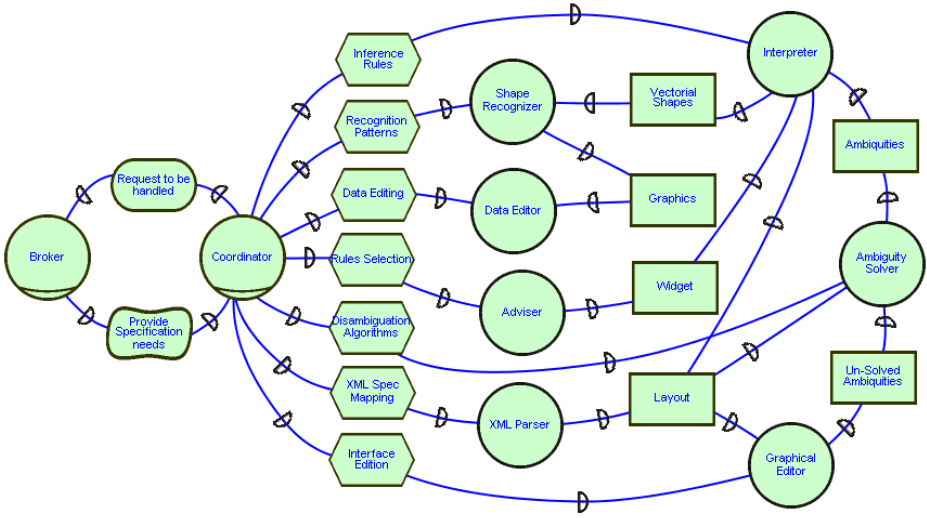 Inference
Rules
Interpreter
Shape
Recognizer
Vectorial
Shapes
Recognition
Patterns
Ambiquities
Request to be
handled
Data Editing
Data Editor
Graphics
Broker
Coordinator
Rules Selection
Ambiguity
Solver
Adviser
Widget
Provide
Specification
needs
Disambiguation
Algorithms
XML Spec
Mapping
XML Parser
Layout
Un-Solved
Ambiquities
Interface
Edition
Graphical
Editor